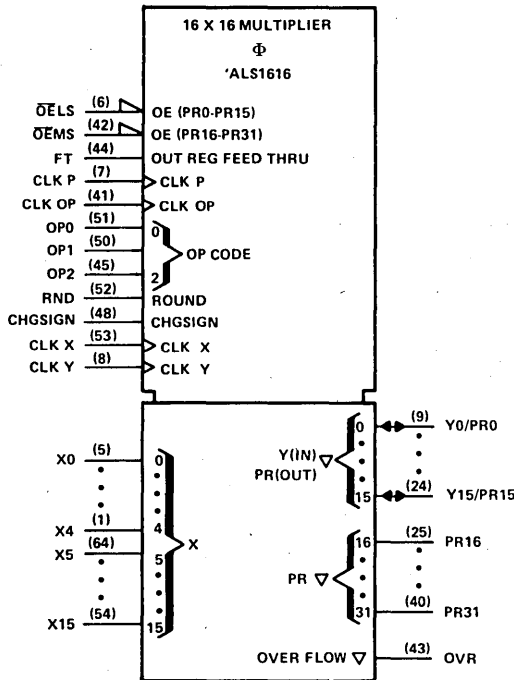 16 X 16 MULTIPLIER
Φ
'ALS1616
OELS (6) OE (PR0-PR15)
OEMS (42) OE (PR16-PR31)
FT (44) OUT REG FEED THRU
CLK P (7) CLK P
CLK OP (41) CLK OP
OP0 (51) 0
OP1 (50) OP CODE
OP2 (45) 2
RND (52) ROUND
CHGSIGN (48) CHGSIGN
CLK X (53) CLK X
CLK Y (8) CLK Y
0 (9) Y0/PR0
X0 (5) 0 Y(IN)
PR(OUT)
15 (24) Y15/PR15
X4 (1) 4
X5 (64) 5 X
16 (25) PR16
PR
X15 (54) 15
31 (40) PR31
OVER FLOW (43) OVR